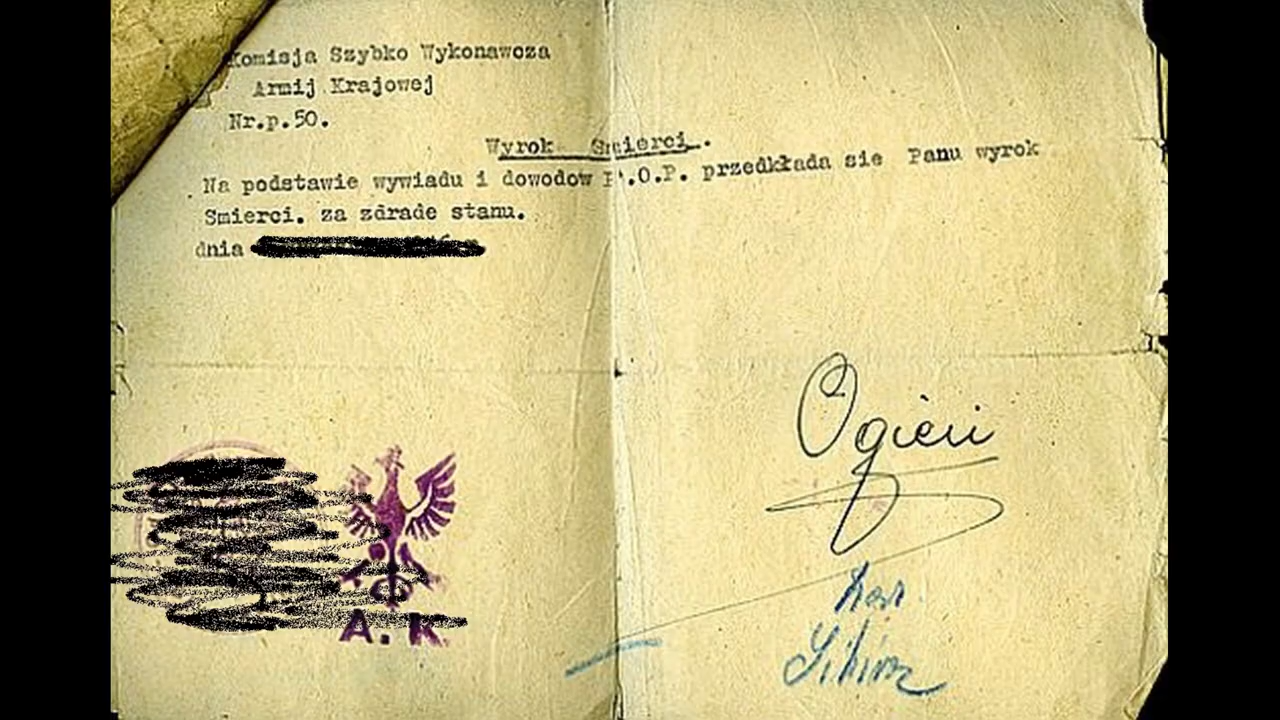 Komisja Szybko Wykonawcza
Armij Krajowej
Nr.p.50.
Wyrok Smierci.
Na podstawie wywiadu i dowodow .O.P. przedkłada sie Panu wyrok
Smierci. za zdrade stanu.
dnia
Ogień
A. K.